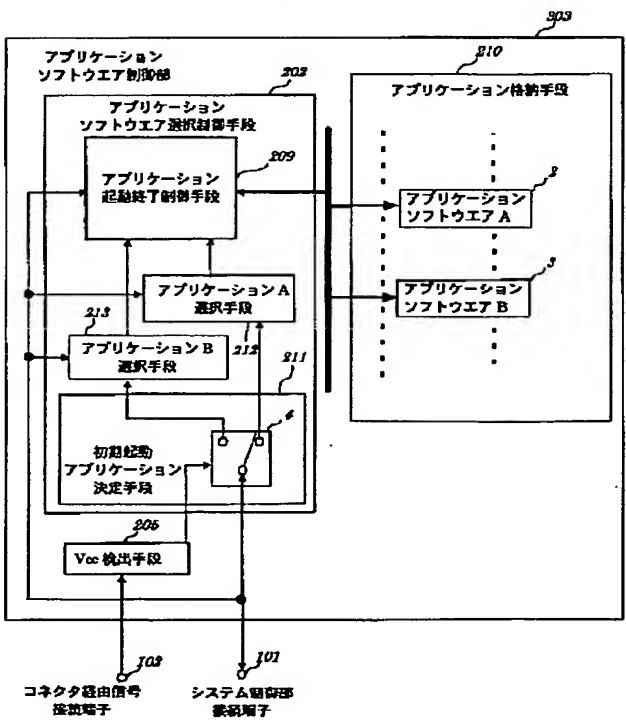 303
アプリケーション
ソフトウエア制御部
202
210
アプリケーション
ソフトウエア選択制御手段
アプリケーション格納手段
209
アプリケーション
起動終了制御手段
2
アプリケーション
ソフトウエア A
アプリケーション A
選択手段
212
3
アプリケーション
ソフトウエア B
213
アプリケーション B
選択手段
211
初期起動
アプリケーション
決定手段
Vcc 検出手段
102
コネクタ経由信号
接続端子
101
システム制御部
接続端子